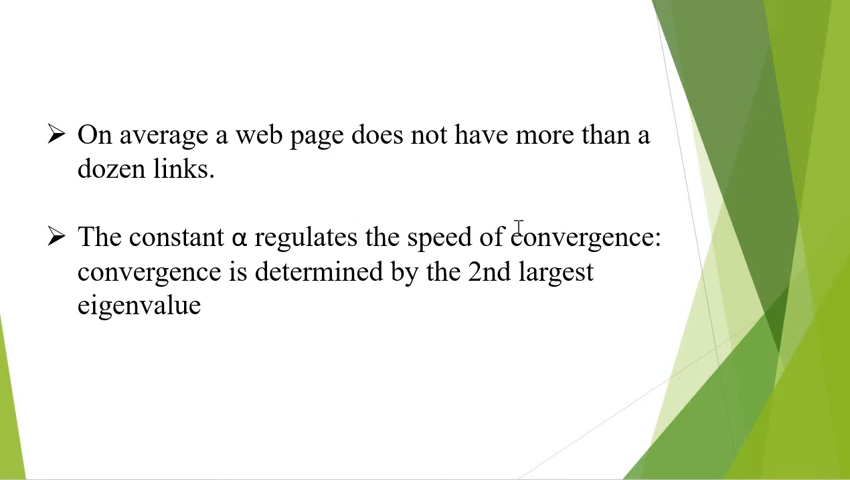 ➢ On average a web page does not have more than a
dozen links.
➢ The constant α regulates the speed of convergence:
convergence is determined by the 2nd largest
eigenvalue